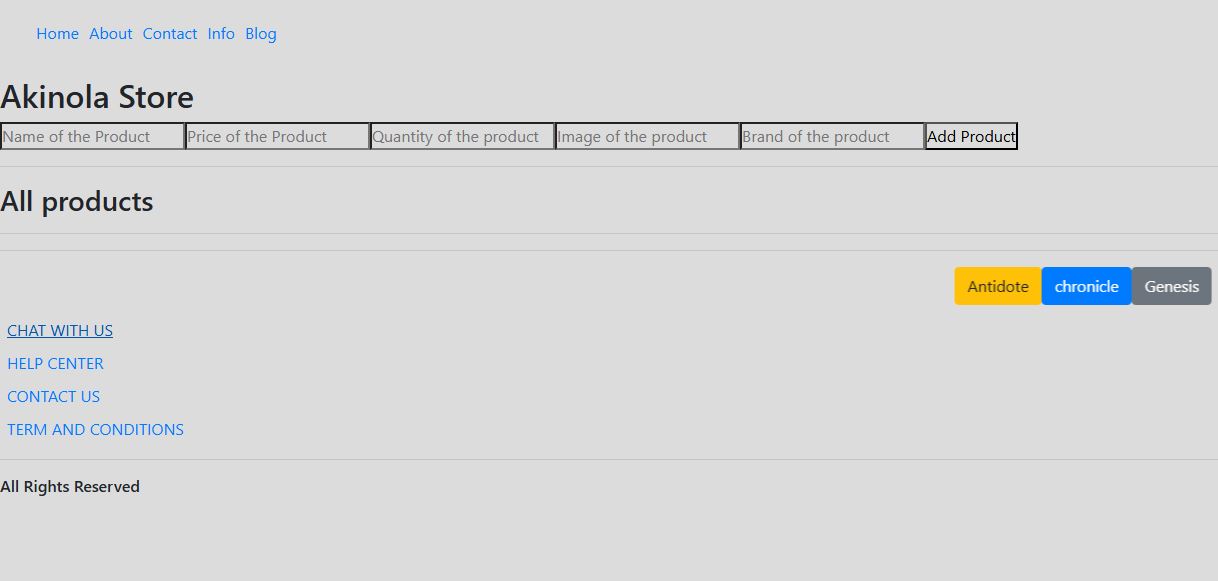 Home About Contact Info Blog
Akinola Store
Name of the Product Price of the Product Quantity of the product Image of the product Brand of the product Add Product
All products
Antidote chronicle Genesis
CHAT WITH US
HELP CENTER
CONTACT US
TERM AND CONDITIONS
All Rights Reserved